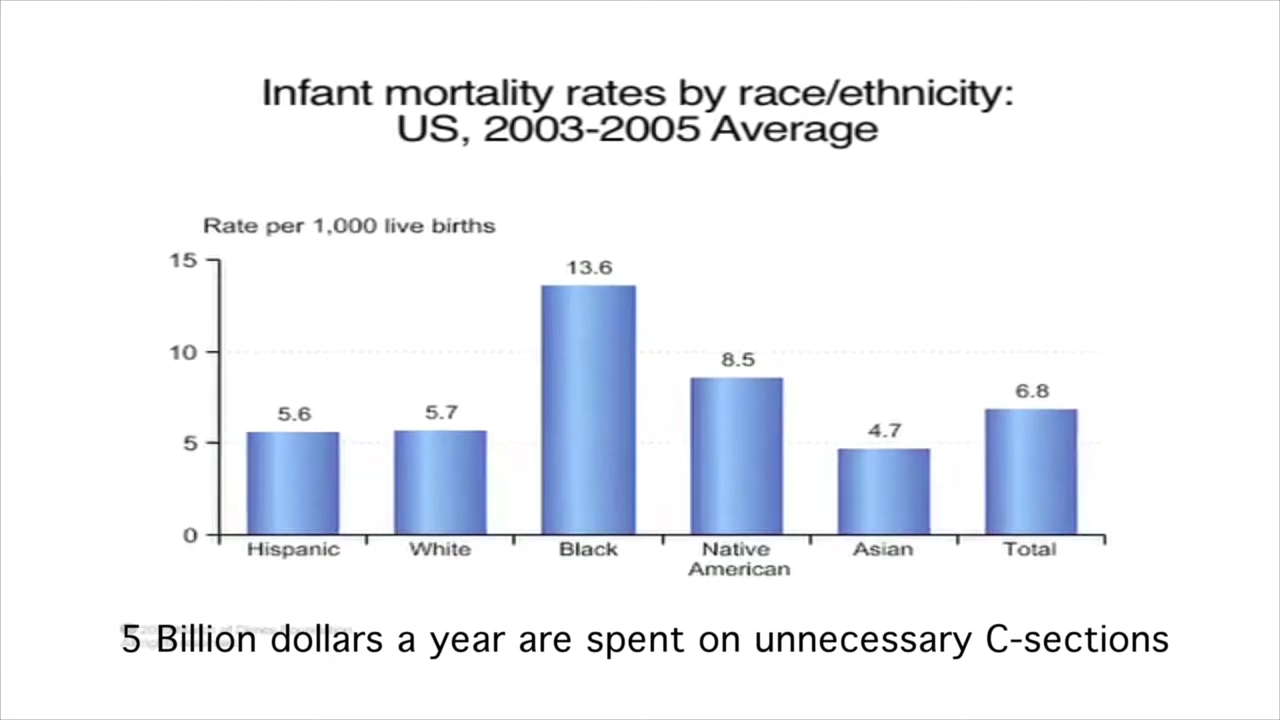 Infant mortality rates by race/ethnicity:
US, 2003-2005 Average
Rate per 1,000 live births
15
10
5
0
5.6
5.7
13.6
8.5
4.7
6.8
Hispanic
White
Black
Native
American
Asian
Total
5 Billion dollars a year are spent on unnecessary C-sections